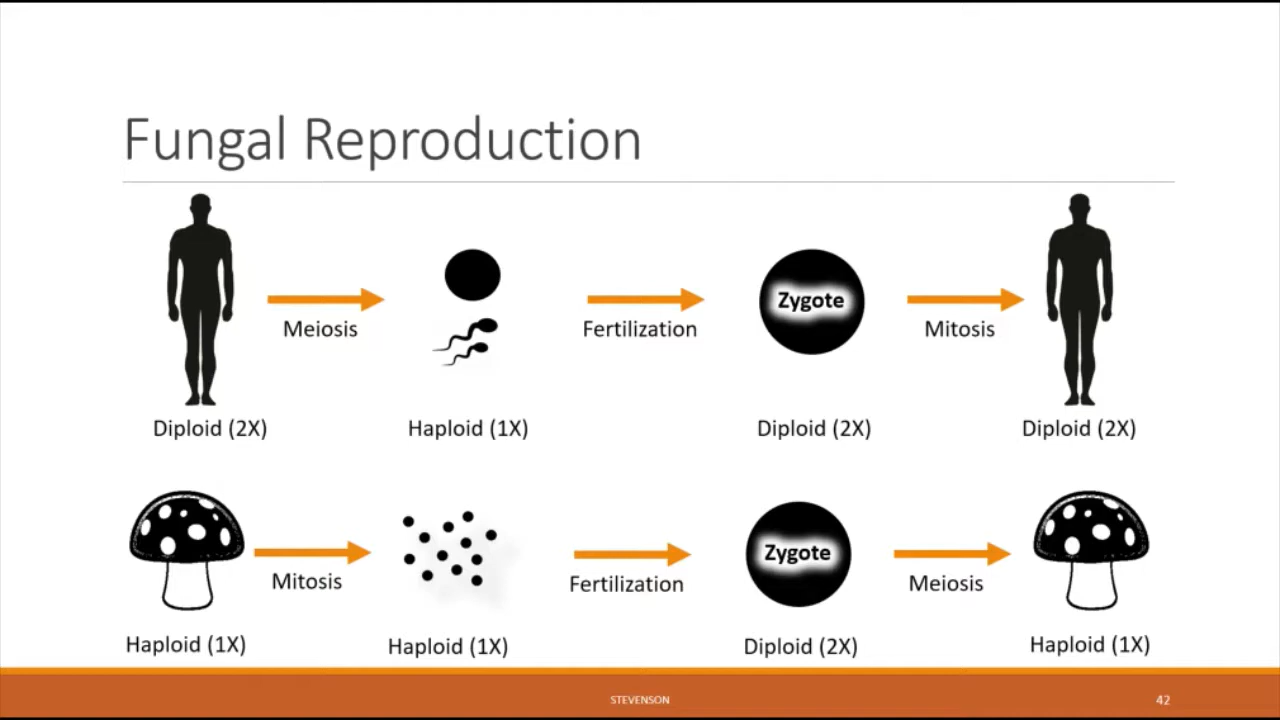 Fungal Reproduction
Zygote
Meiosis
Fertilization
Mitosis
Diploid (2X)
Haploid (1X)
Diploid (2X)
Diploid (2X)
Zygote
Mitosis
Fertilization
Meiosis
Haploid (1X)
Haploid (1X)
Diploid (2X)
Haploid (1X)
STEVENSON
42